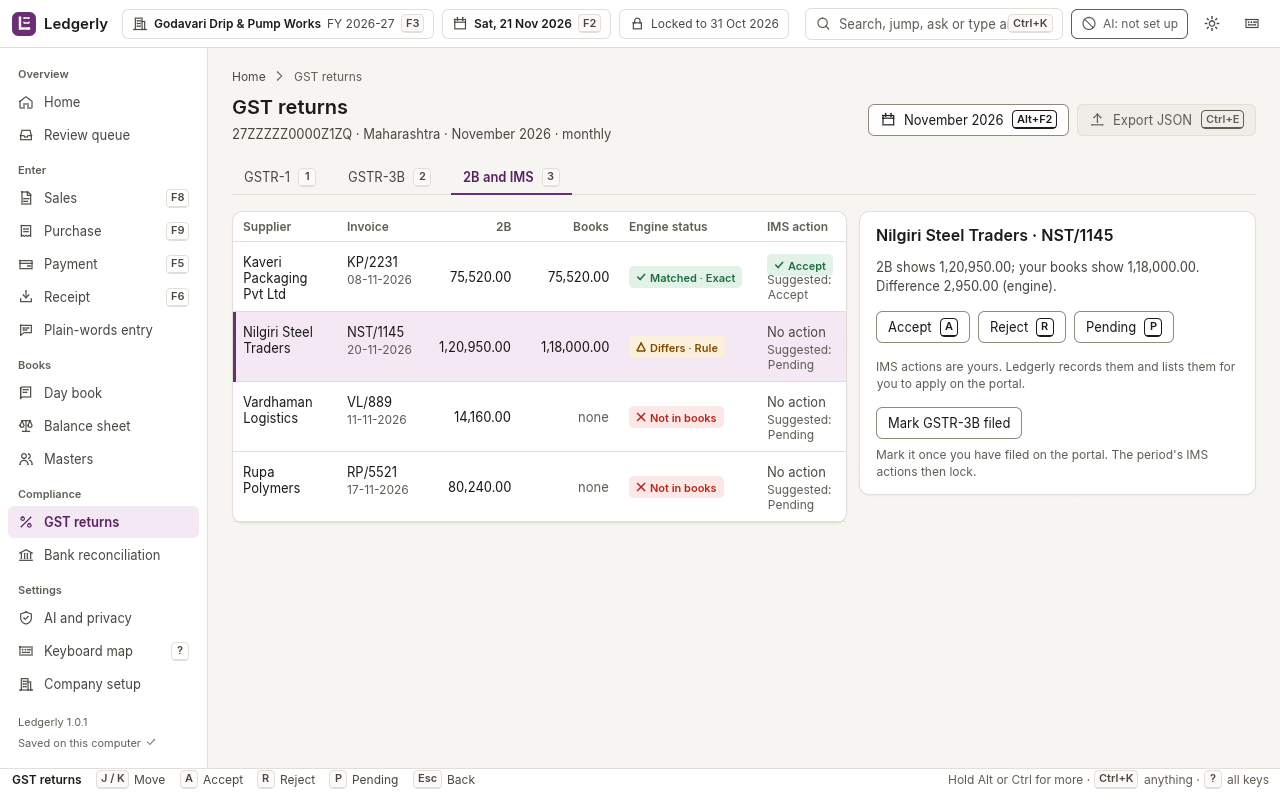 Ledgerly
Godavari Drip & Pump Works FY 2026-27 F3
Sat, 21 Nov 2026 F2
Locked to 31 Oct 2026
Search, jump, ask or type a Ctrl+K
AI: not set up
Overview
Home
Review queue
Enter
Sales F8
Purchase F9
Payment F5
Receipt F6
Plain-words entry
Books
Day book
Balance sheet
Masters
Compliance
GST returns
Bank reconciliation
Settings
AI and privacy
Keyboard map ?
Company setup
Ledgerly 1.0.1
Saved on this computer
Home > GST returns
GST returns
27ZZZZZ0000Z1ZQ · Maharashtra · November 2026 · monthly
November 2026 Alt+F2
Export JSON Ctrl+E
GSTR-1 1
GSTR-3B 2
2B and IMS 3
Supplier Invoice 2B Books Engine status IMS action
Kaveri Packaging Pvt Ltd
KP/2231
08-11-2026
75,520.00
75,520.00
Matched · Exact
Accept
Suggested:
Accept
Nilgiri Steel Traders
NST/1145
20-11-2026
1,20,950.00
1,18,000.00
Differs · Rule
No action
Suggested:
Pending
Vardhaman Logistics
VL/889
11-11-2026
14,160.00
none
Not in books
No action
Suggested:
Pending
Rupa Polymers
RP/5521
17-11-2026
80,240.00
none
Not in books
No action
Suggested:
Pending
Nilgiri Steel Traders · NST/1145
2B shows 1,20,950.00; your books show 1,18,000.00.
Difference 2,950.00 (engine).
Accept A
Reject R
Pending P
IMS actions are yours. Ledgerly records them and lists them for
you to apply on the portal.
Mark GSTR-3B filed
Mark it once you have filed on the portal. The period's IMS
actions then lock.
GST returns J / K Move A Accept R Reject P Pending Esc Back
Hold Alt or Ctrl for more · Ctrl+K anything · ? all keys